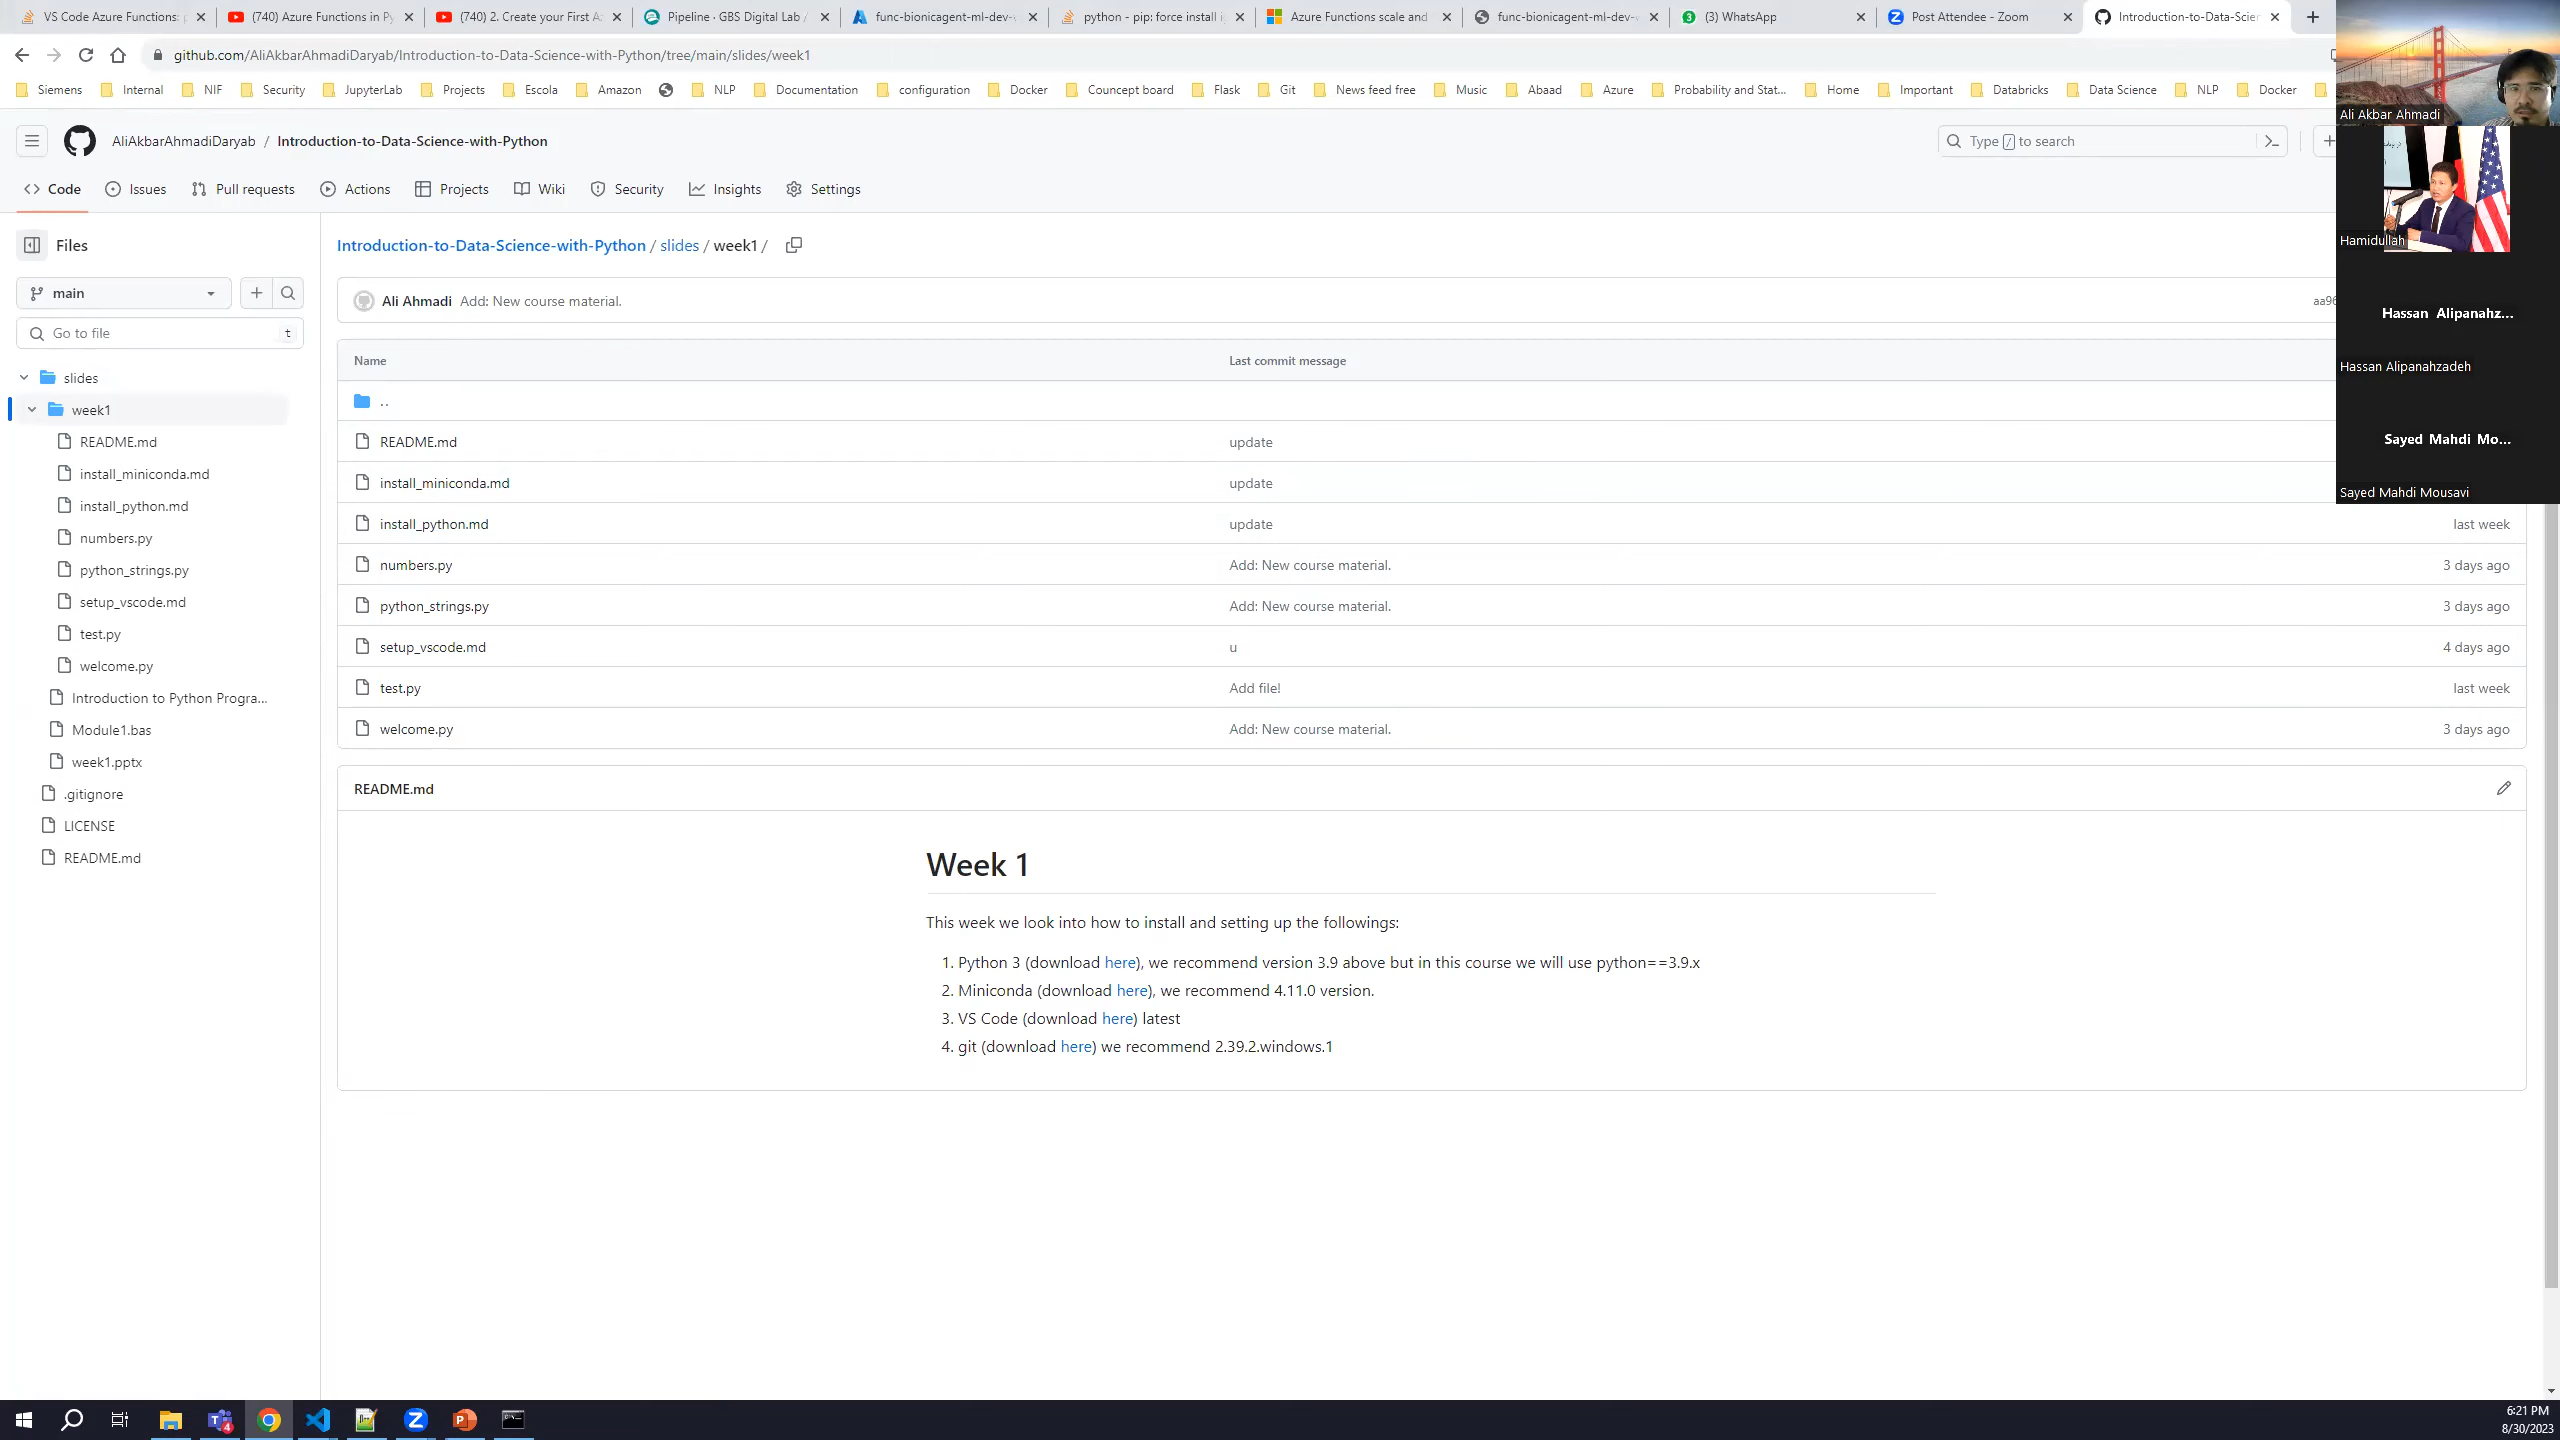 VS Code Azure Functions: p
(740) Azure Functions in Py
(740) 2. Create your First A
Pipeline · GBS Digital Lab /
func-bionicagent-ml-dev-
python - pip: force install i
Azure Functions scale and
func-bionicagent-ml-dev-
(3) WhatsApp
Post Attendee - Zoom
Introduction-to-Data-Scien
github.com/AliAkbarAhmadiDaryab/Introduction-to-Data-Science-with-Python/tree/main/slides/week1
Siemens Internal NIF Security JupyterLab Projects Escola Amazon NLP Documentation configuration Docker Councept board Flask Git News feed free Music Abaad Azure Probability and Stat... Home Important Databricks Data Science NLP Docker
Ali Akbar Ahmadi
AliAkbarAhmadiDaryab / Introduction-to-Data-Science-with-Python
Type / to search
Code Issues Pull requests Actions Projects Wiki Security Insights Settings
Hamidullah
Files
Introduction-to-Data-Science-with-Python / slides / week1 /
main
Ali Ahmadi Add: New course material.
aa96
Hassan Alipanahz...
Go to file t
Hassan Alipanahzadeh
Name Last commit message
slides
..
week1
Sayed Mahdi Mo...
README.md
README.md update
install_miniconda.md
install_miniconda.md update
Sayed Mahdi Mousavi
install_python.md
install_python.md update last week
numbers.py
numbers.py Add: New course material. 3 days ago
python_strings.py
python_strings.py Add: New course material. 3 days ago
setup_vscode.md
setup_vscode.md u 4 days ago
test.py
test.py Add file! last week
welcome.py
welcome.py Add: New course material. 3 days ago
Introduction to Python Progra...
Module1.bas
week1.pptx
.gitignore
LICENSE
README.md
README.md
Week 1
This week we look into how to install and setting up the followings:
1. Python 3 (download here), we recommend version 3.9 above but in this course we will use python==3.9.x
2. Miniconda (download here), we recommend 4.11.0 version.
3. VS Code (download here) latest
4. git (download here) we recommend 2.39.2.windows.1
4
6:21 PM
8/30/2023